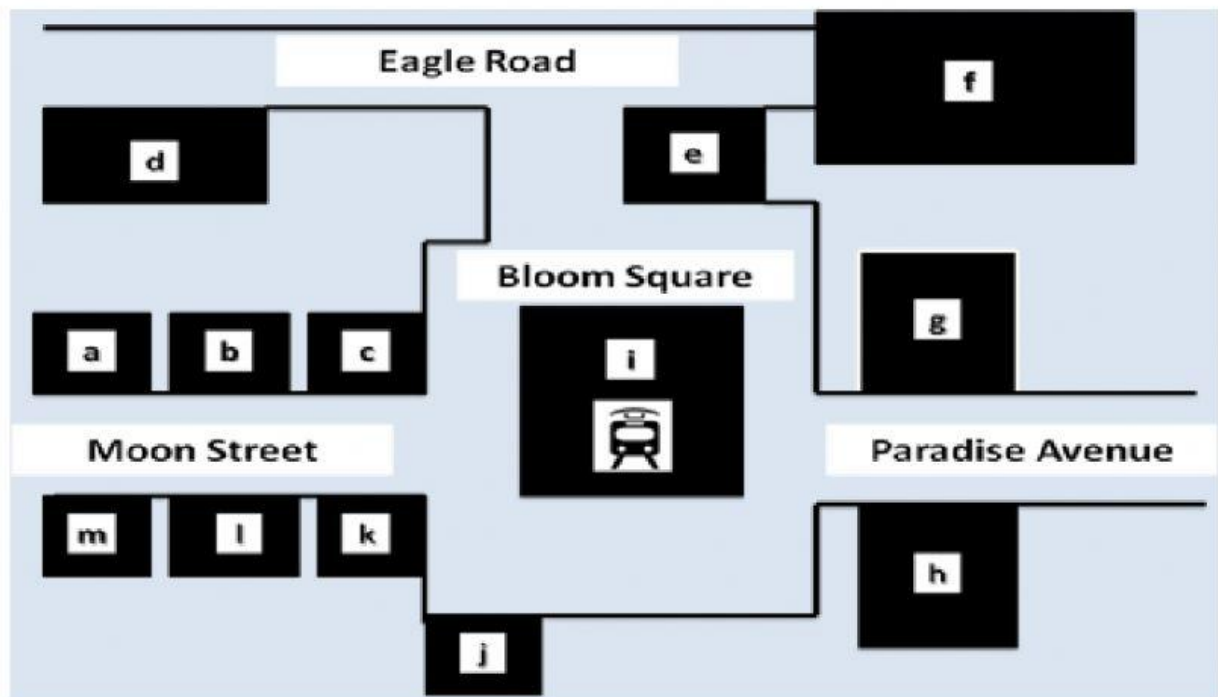 Eagle Road
f
d
e
Bloom Square
a
b
c
i
g
Moon Street
Paradise Avenue
m
l
k
h
j